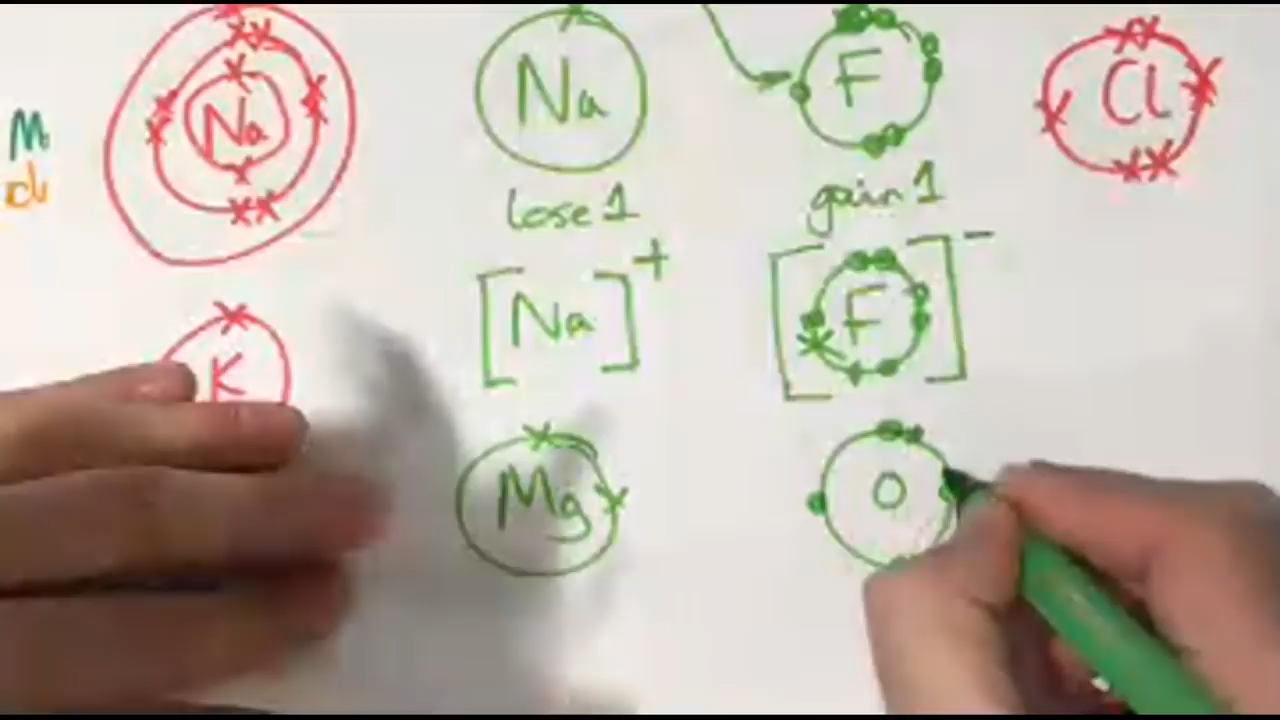 Na Na F Cl
M
d
lose 1 gain 1
[Na]+ [F]-
K
Mg O